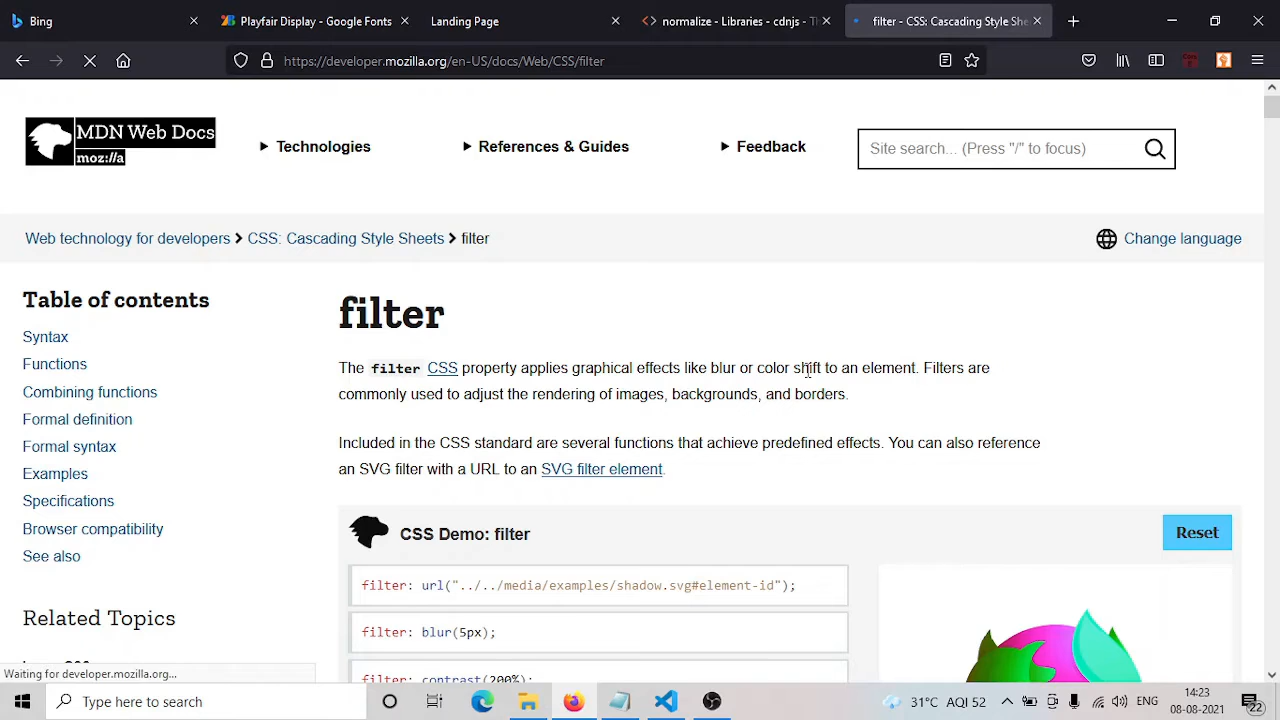 Bing
Playfair Display - Google Fonts
Landing Page
normalize - Libraries - cdnjs - Th
filter - CSS: Cascading Style She
https://developer.mozilla.org/en-US/docs/Web/CSS/filter
MDN Web Docs
moz://a
Technologies
References & Guides
Feedback
Site search... (Press "/" to focus)
Web technology for developers
CSS: Cascading Style Sheets
filter
Change language
Table of contents
Syntax
Functions
Combining functions
Formal definition
Formal syntax
Examples
Specifications
Browser compatibility
See also
Related Topics
filter
The filter CSS property applies graphical effects like blur or color shift to an element. Filters are
commonly used to adjust the rendering of images, backgrounds, and borders.
Included in the CSS standard are several functions that achieve predefined effects. You can also reference
an SVG filter with a URL to an SVG filter element.
CSS Demo: filter
Reset
filter: url("../../media/examples/shadow.svg#element-id");
filter: blur(5px);
filter: contrast(200%);
Waiting for developer.mozilla.org...
Type here to search
31°C AQI 52
ENG
14:23
08-08-2021
22